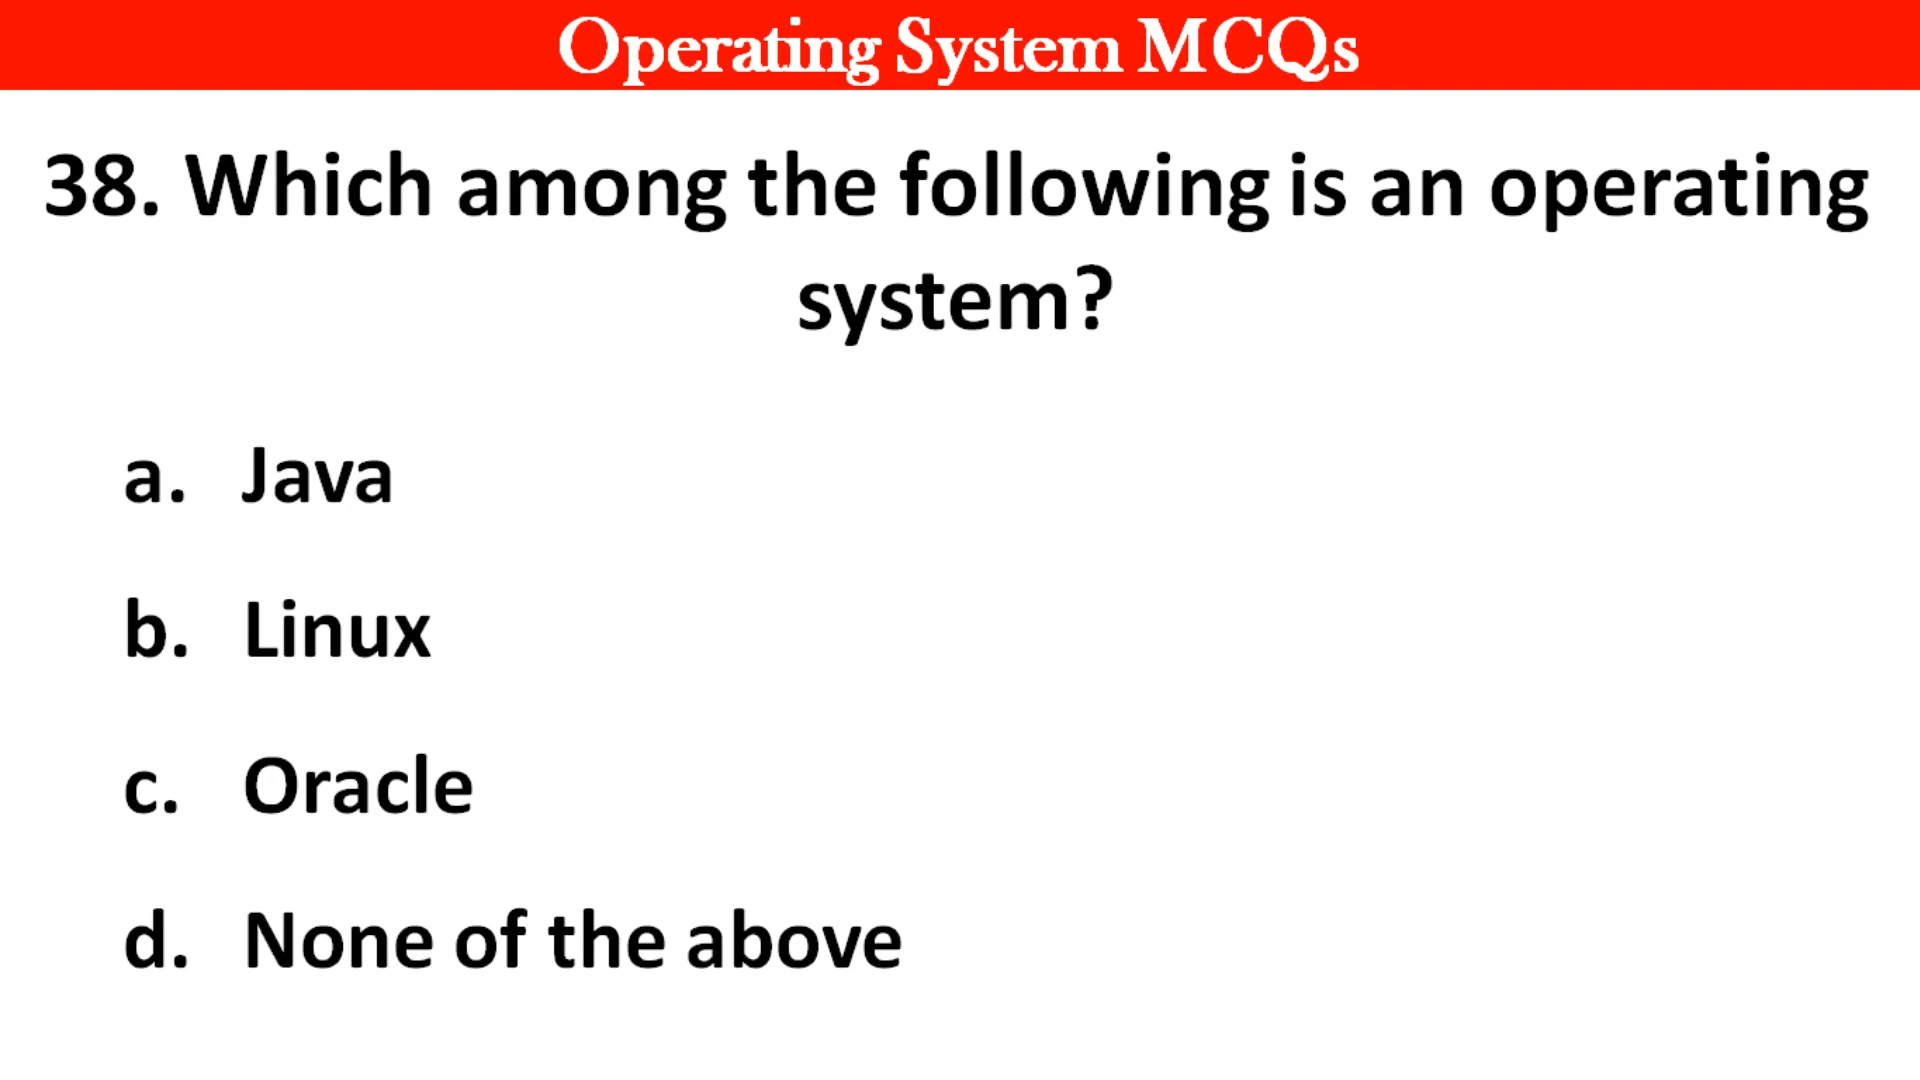 Operating System MCQs
38. Which among the following is an operating
system?
a. Java
b. Linux
c. Oracle
d. None of the above